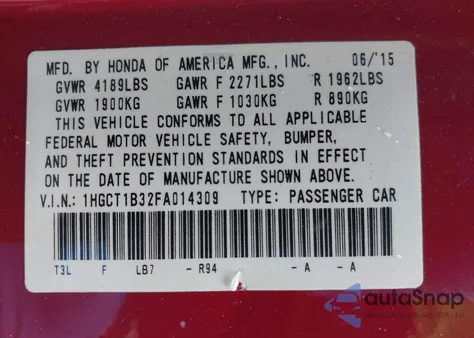 MFD. BY HONDA OF AMERICA MFG., INC. 06/'15
GVWR 4189LBS GAWR F 2271LBS R 1962LBS
GVWR 1900KG GAWR F 1030KG R 890KG
THIS VEHICLE CONFORMS TO ALL APPLICABLE
FEDERAL MOTOR VEHICLE SAFETY, BUMPER,
AND THEFT PREVENTION STANDARDS IN EFFECT
ON THE DATE OF MANUFACTURE SHOWN ABOVE.
V.I.N.: 1HGCT1B32FA014309 TYPE: PASSENGER CAR
T3L F LB7 - R94 - A - A
autoSnap